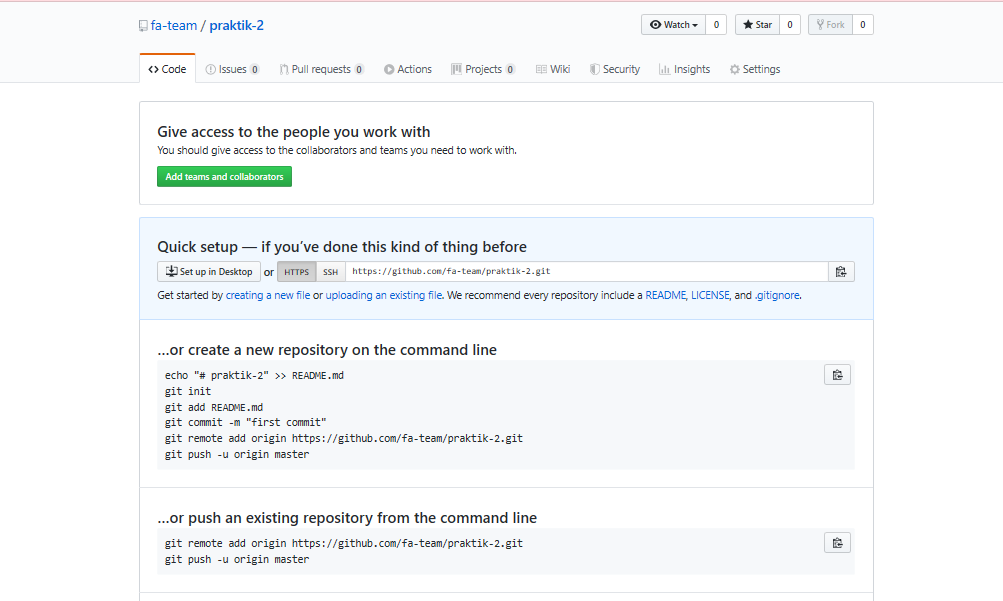 fa-team / praktik-2
Watch 0 Star 0 Fork 0
Code Issues 0 Pull requests 0 Actions Projects 0 Wiki Security Insights Settings
Give access to the people you work with
You should give access to the collaborators and teams you need to work with.
Add teams and collaborators
Quick setup — if you've done this kind of thing before
Set up in Desktop or HTTPS SSH https://github.com/fa-team/praktik-2.git
Get started by creating a new file or uploading an existing file. We recommend every repository include a README, LICENSE, and .gitignore.
…or create a new repository on the command line
echo "# praktik-2" >> README.md
git init
git add README.md
git commit -m "first commit"
git remote add origin https://github.com/fa-team/praktik-2.git
git push -u origin master
…or push an existing repository from the command line
git remote add origin https://github.com/fa-team/praktik-2.git
git push -u origin master